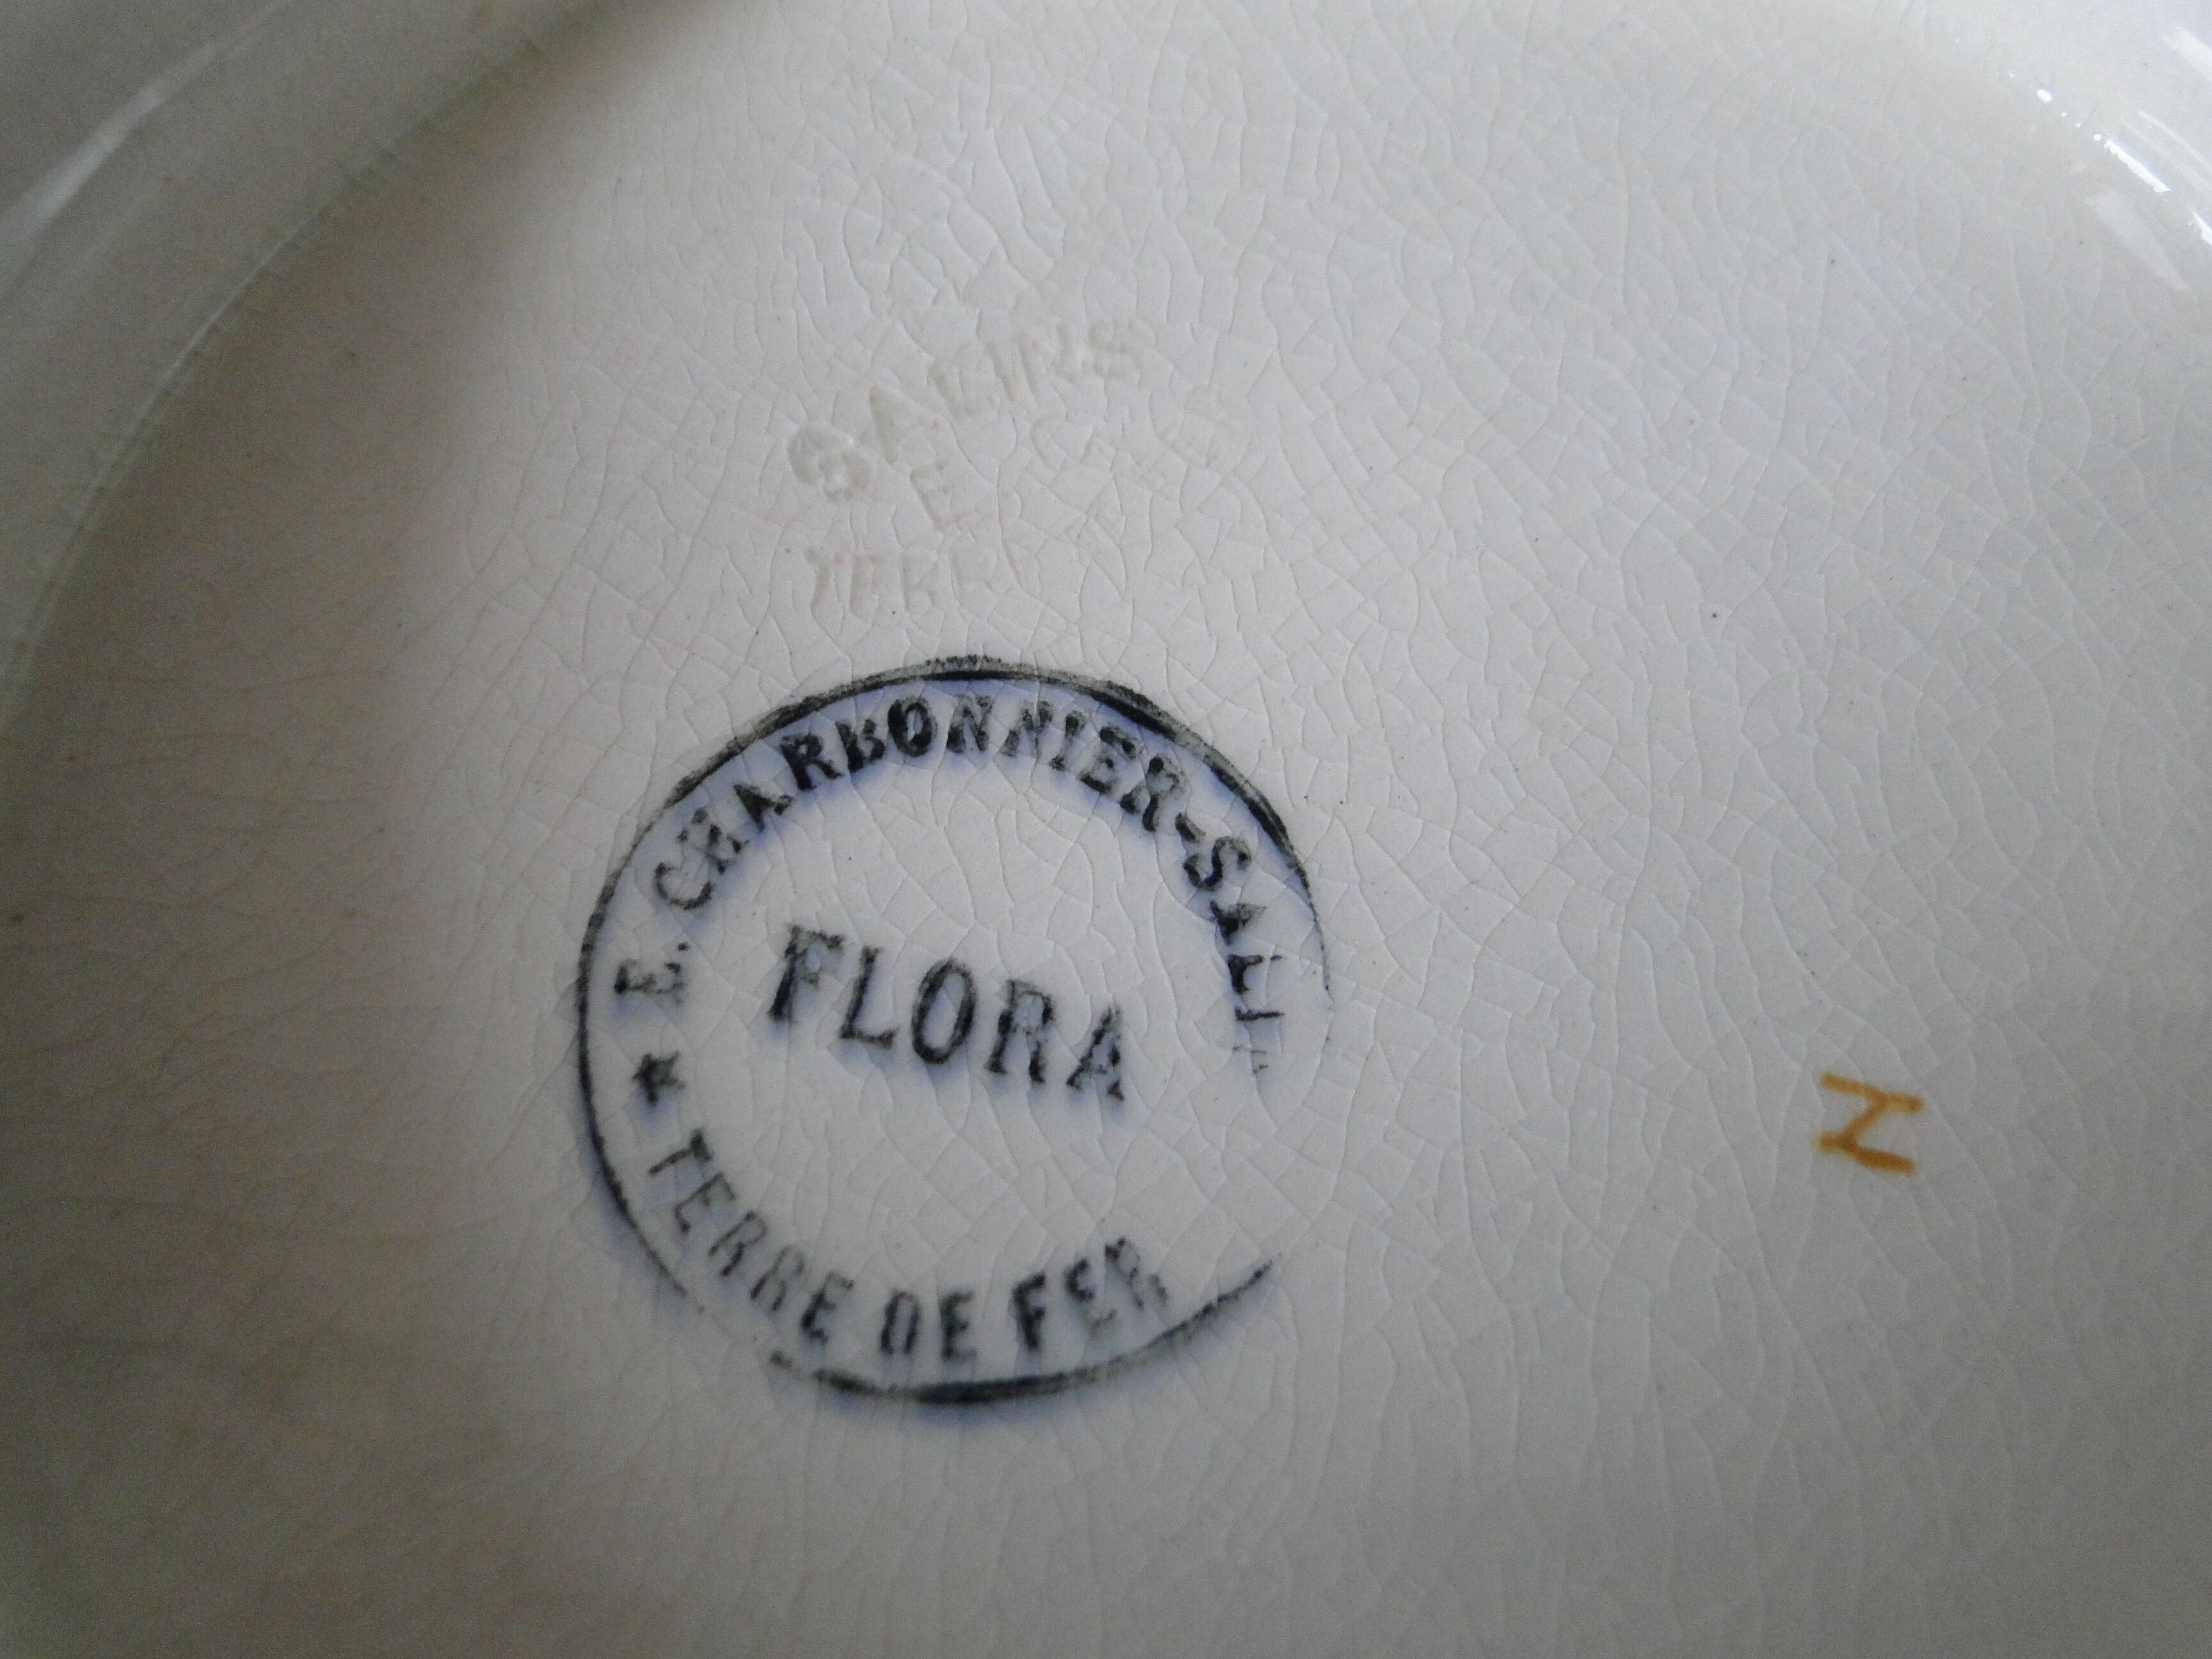 SALINS
E C
TERRE
E. CHARBONNIER-SALI
FLORA
★ TERRE DE FER
N